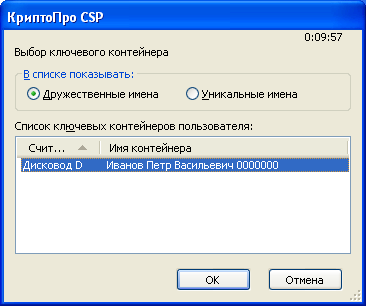 КриптоПро CSP
0:09:57
Выбор ключевого контейнера
В списке показывать:
Дружественные имена Уникальные имена
Список ключевых контейнеров пользователя:
Счит... Имя контейнера
Дисковод D Иванов Петр Васильевич 0000000
ОК Отмена